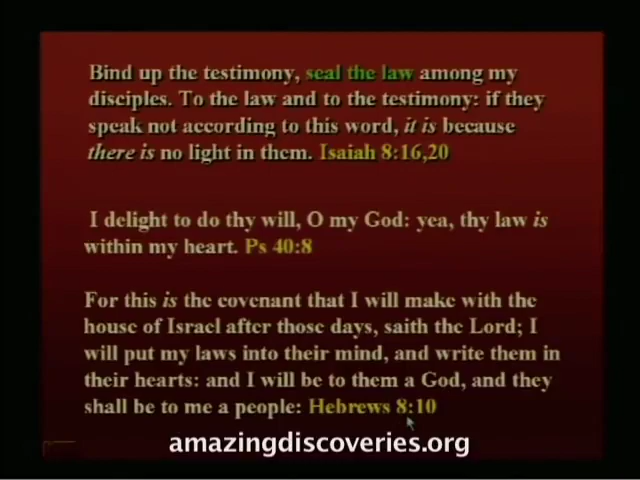 Bind up the testimony, seal the law among my
disciples. To the law and to the testimony: if they
speak not according to this word, it is because
there is no light in them. Isaiah 8:16,20
I delight to do thy will, O my God: yea, thy law is
within my heart. Ps 40:8
For this is the covenant that I will make with the
house of Israel after those days, saith the Lord; I
will put my laws into their mind, and write them in
their hearts: and I will be to them a God, and they
shall be to me a people: Hebrews 8:10
amazingdiscoveries.org